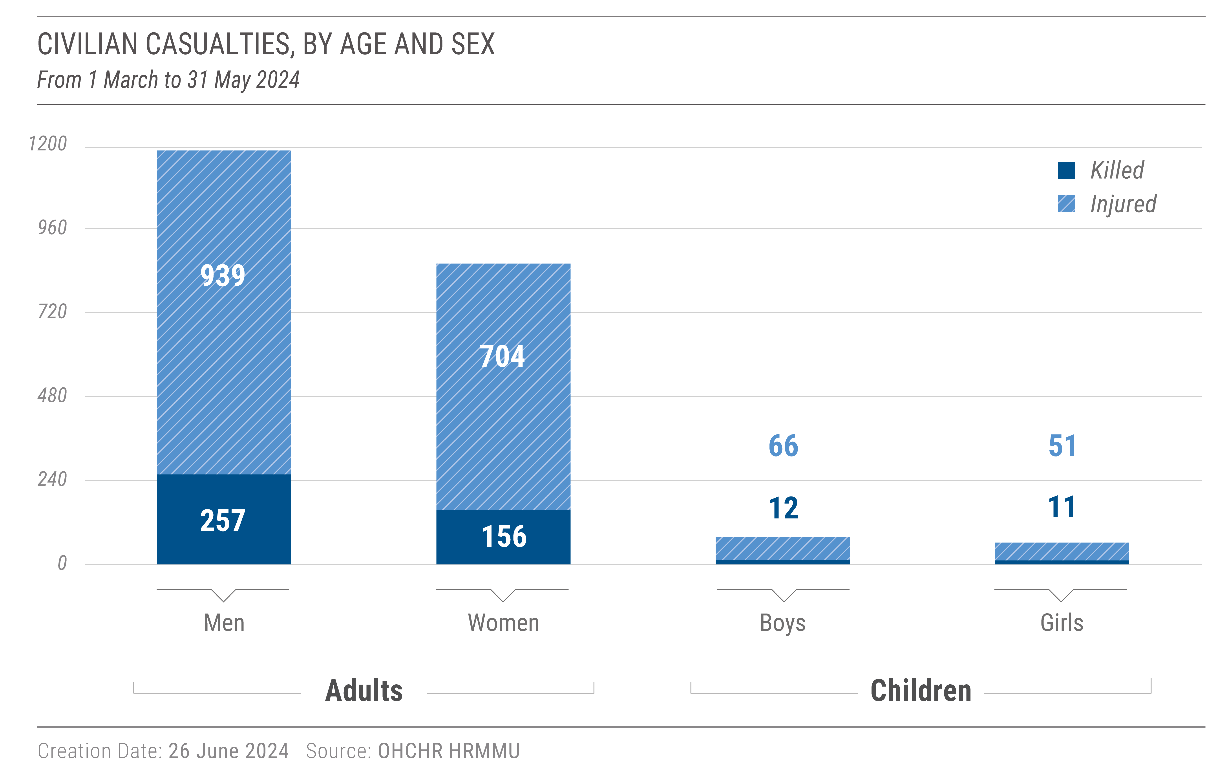 CIVILIAN CASUALTIES, BY AGE AND SEX
From 1 March to 31 May 2024
1200
960
720
480
240
0
Killed
Injured
939
257
704
156
66
12
51
11
Men
Women
Boys
Girls
Adults
Children
Creation Date: 26 June 2024 Source: OHCHR HRMMU